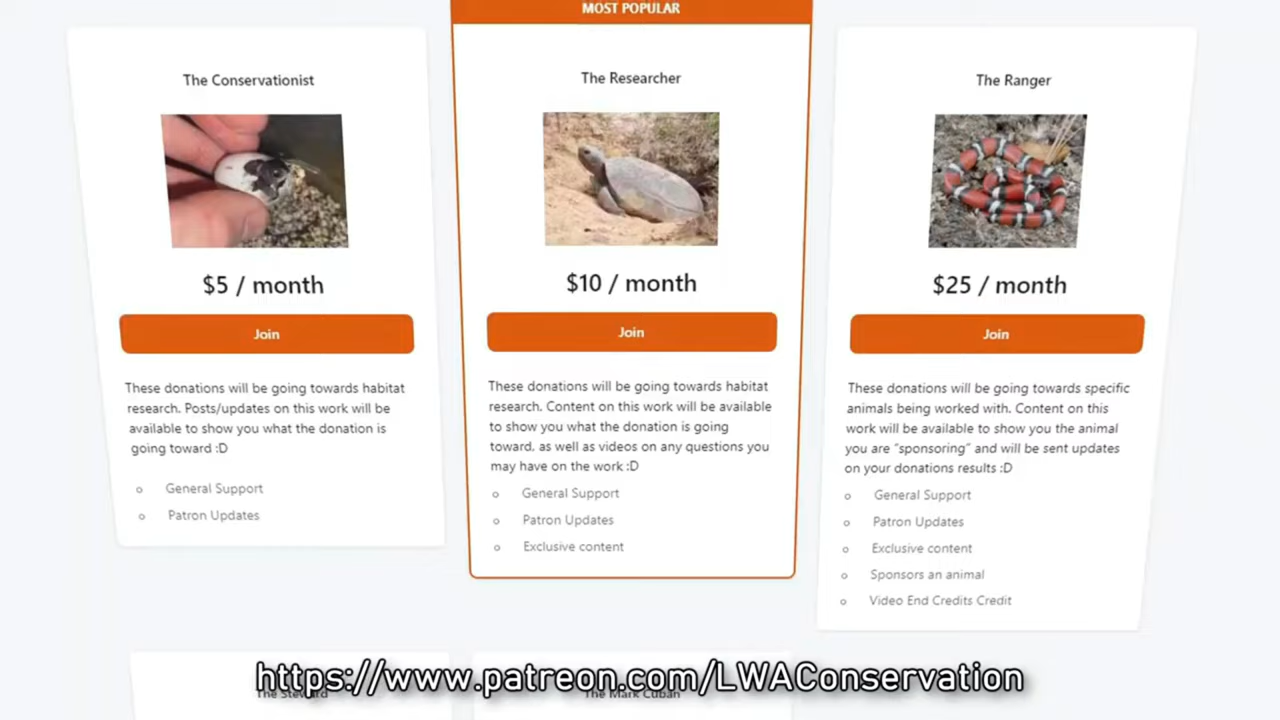 MOST POPULAR
The Conservationist
$5 / month
Join
These donations will be going towards habitat
research. Posts/updates on this work will be
available to show you what the donation is
going toward :D
General Support
Patron Updates
The Researcher
$10 / month
Join
These donations will be going towards habitat
research. Content on this work will be available
to show you what the donation is going
toward, as well as videos on any questions you
may have on the work :D
General Support
Patron Updates
Exclusive content
The Ranger
$25 / month
Join
These donations will be going towards specific
animals being worked with. Content on this
work will be available to show you the animal
you are "sponsoring" and will be sent updates
on your donations results :D
General Support
Patron Updates
Exclusive content
Sponsors an animal
Video End Credits Credit
https://www.patreon.com/LWAConservation
The Steward
The Mark Cuban